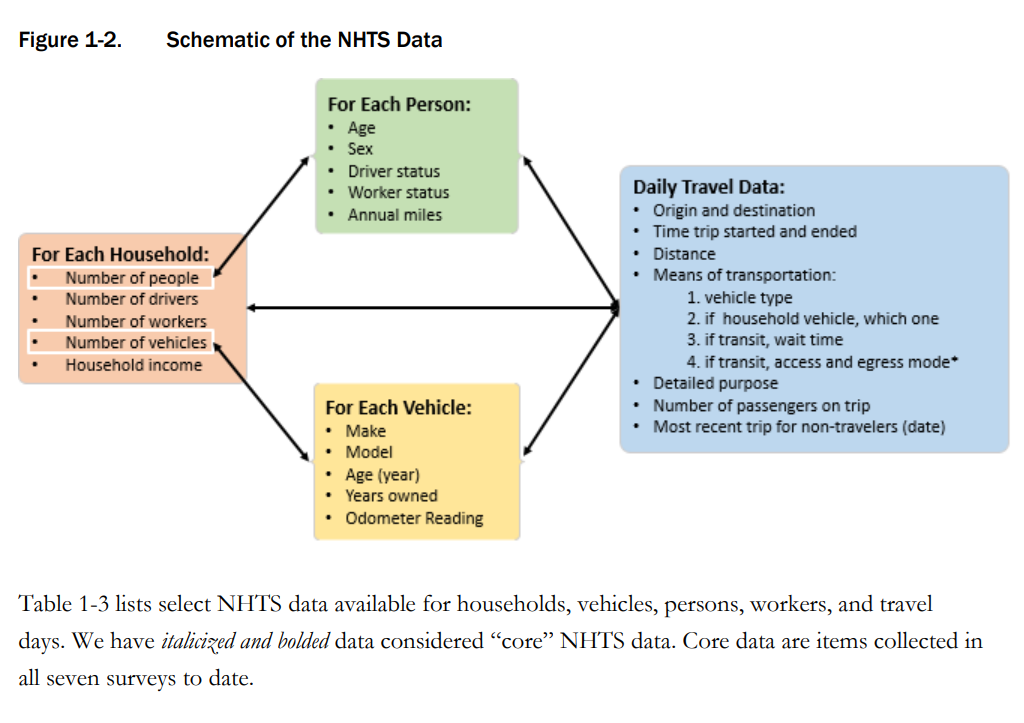 Figure 1-2. Schematic of the NHTS Data
For Each Person:
• Age
• Sex
• Driver status
• Worker status
• Annual miles
For Each Household:
• Number of people
• Number of drivers
• Number of workers
• Number of vehicles
• Household income
For Each Vehicle:
• Make
• Model
• Age (year)
• Years owned
• Odometer Reading
Daily Travel Data:
• Origin and destination
• Time trip started and ended
• Distance
• Means of transportation:
1. vehicle type
2. if household vehicle, which one
3. if transit, wait time
4. if transit, access and egress mode*
• Detailed purpose
• Number of passengers on trip
• Most recent trip for non-travelers (date)
Table 1-3 lists select NHTS data available for households, vehicles, persons, workers, and travel
days. We have italicized and bolded data considered “core” NHTS data. Core data are items collected in
all seven surveys to date.